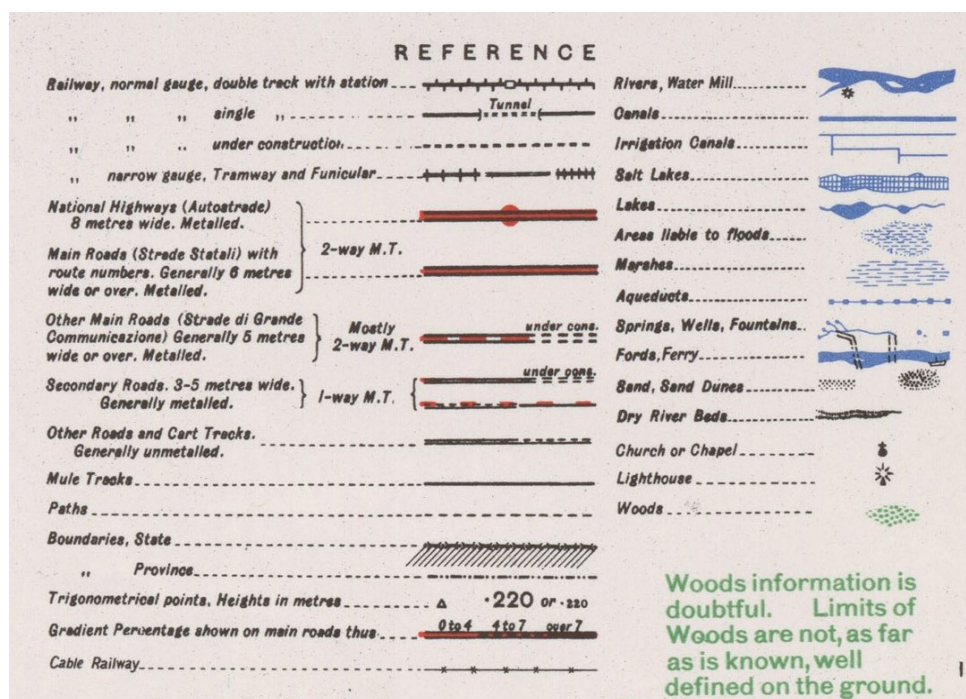 REFERENCE
Railway, normal gauge, double track with station
„ „ „ single „
Tunnel
„ „ „ under construction
„ narrow gauge, Tramway and Funicular
National Highways (Autostrade)
8 metres wide. Metalled.
Main Roads (Strade Statali) with
route numbers. Generally 6 metres
wide or over. Metalled.
2-way M.T.
Other Main Roads (Strade di Grande
Communicazione) Generally 5 metres
wide or over. Metalled.
Mostly
2-way M.T.
under cons.
Secondary Roads. 3-5 metres wide.
Generally metalled.
1-way M.T.
under cons.
Other Roads and Cart Tracks.
Generally unmetalled.
Mule Tracks
Paths
Boundaries, State
„ Province
Trigonometrical points, Heights in metres
·220 or ·220
Gradient Percentage shown on main roads thus
0 to 4 4 to 7 over 7
Cable Railway
Rivers, Water Mill
Canals
Irrigation Canals
Salt Lakes
Lakes
Areas liable to floods
Marshes
Aqueducts
Springs, Wells, Fountains
Fords, Ferry
Sand, Sand Dunes
Dry River Beds
Church or Chapel
Lighthouse
Woods
Woods information is
doubtful. Limits of
Woods are not, as far
as is known, well
defined on the ground.